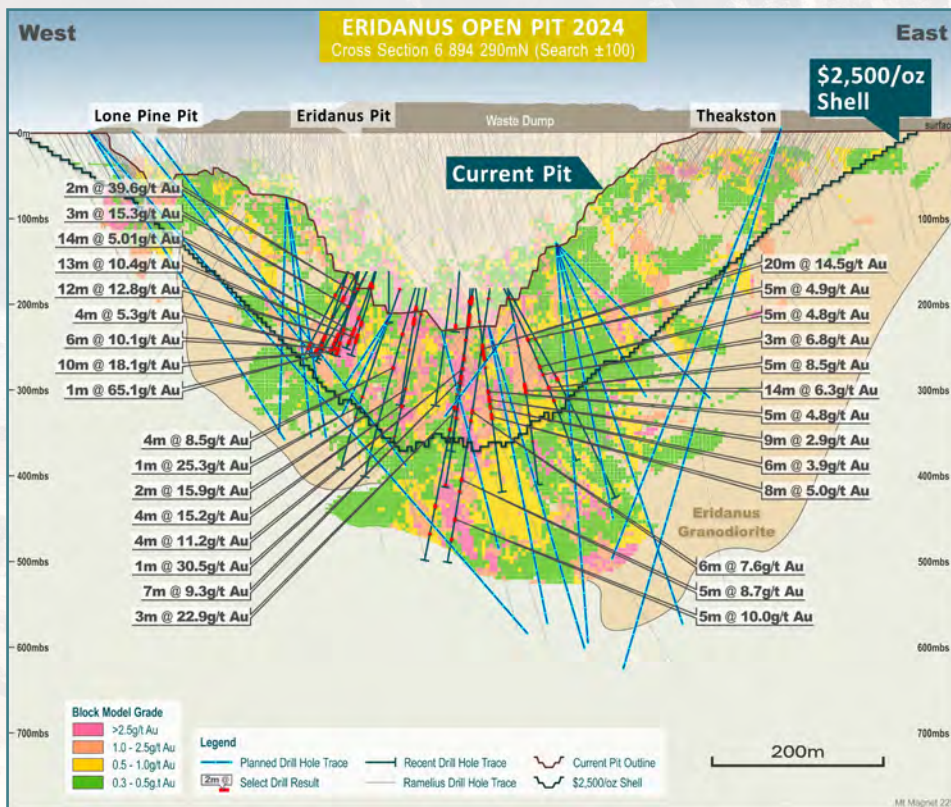 ERIDANUS OPEN PIT 2024
Cross Section 6 894 290mN (Search ±100)
West
East
$2,500/oz
Shell
Lone Pine Pit
Eridanus Pit
Waste Dump
Theakston
0m
surface
Current Pit
2m @ 39.6g/t Au
3m @ 15.3g/t Au
14m @ 5.01g/t Au
13m @ 10.4g/t Au
12m @ 12.8g/t Au
4m @ 5.3g/t Au
6m @ 10.1g/t Au
10m @ 18.1g/t Au
1m @ 65.1g/t Au
4m @ 8.5g/t Au
1m @ 25.3g/t Au
2m @ 15.9g/t Au
4m @ 15.2g/t Au
4m @ 11.2g/t Au
1m @ 30.5g/t Au
7m @ 9.3g/t Au
3m @ 22.9g/t Au
20m @ 14.5g/t Au
5m @ 4.9g/t Au
5m @ 4.8g/t Au
3m @ 6.8g/t Au
5m @ 8.5g/t Au
14m @ 6.3g/t Au
5m @ 4.8g/t Au
9m @ 2.9g/t Au
6m @ 3.9g/t Au
8m @ 5.0g/t Au
6m @ 7.6g/t Au
5m @ 8.7g/t Au
5m @ 10.0g/t Au
Eridanus
Granodiorite
100mbs
200mbs
300mbs
400mbs
500mbs
600mbs
700mbs
100mbs
200mbs
300mbs
400mbs
500mbs
600mbs
700mbs
Block Model Grade
>2.5g/t Au
1.0 - 2.5g/t Au
0.5 - 1.0g/t Au
0.3 - 0.5g/t Au
Legend
Planned Drill Hole Trace
Recent Drill Hole Trace
Current Pit Outline
2m @
Select Drill Result
Ramelius Drill Hole Trace
$2,500/oz Shell
200m
Mt Magnet